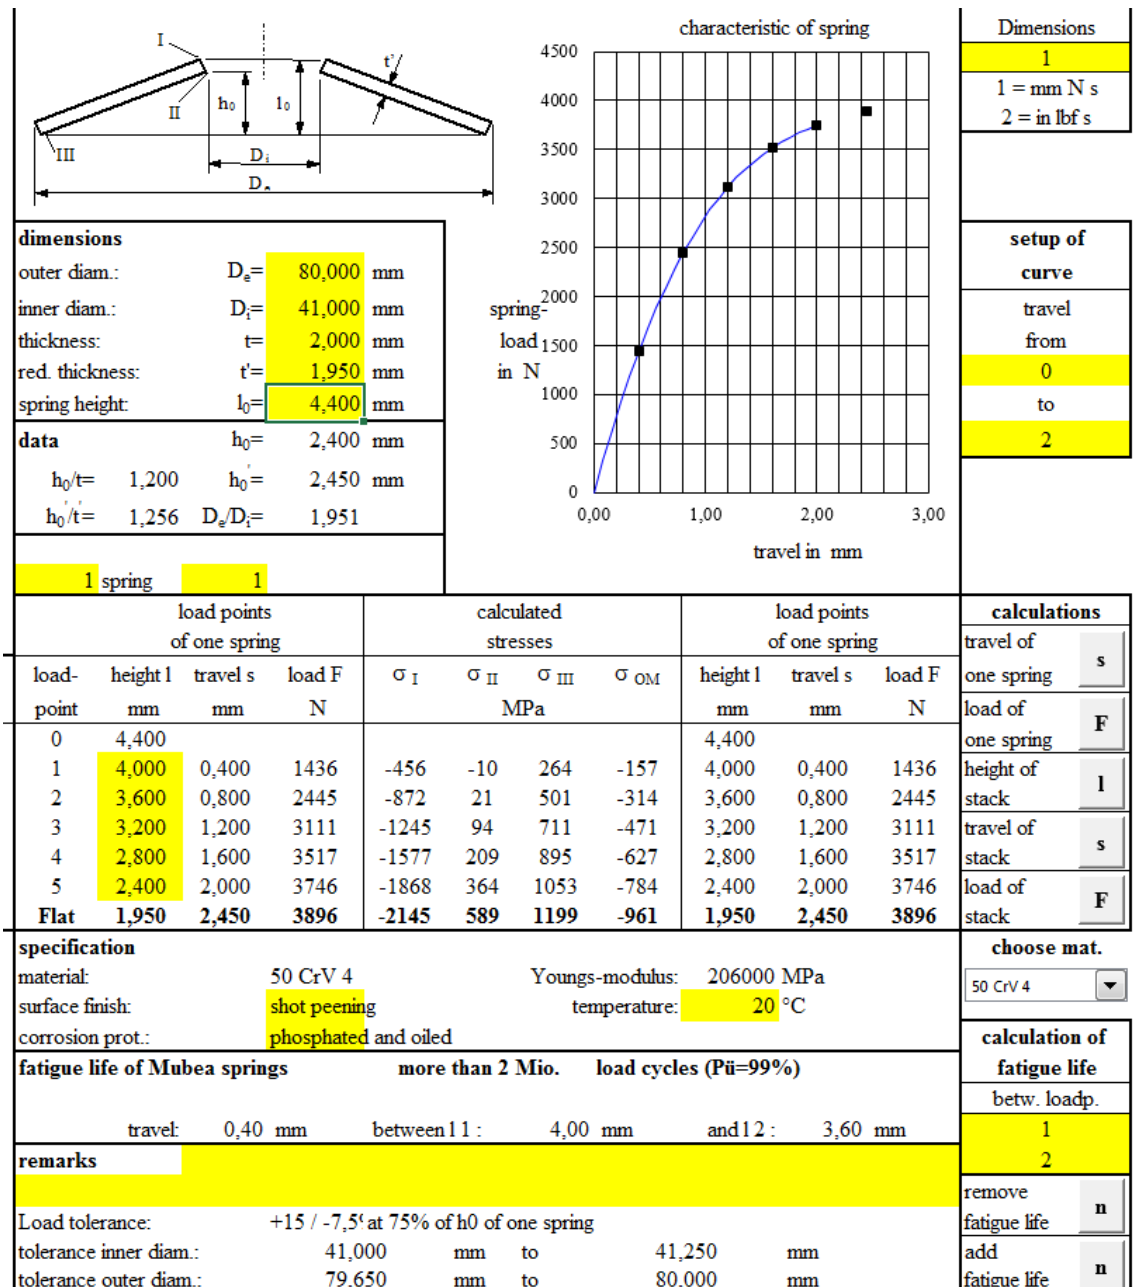 characteristic of spring
Dimensions
1
1 = mm N s
2 = in lbf s
I
II
III
h0
l0
t'
Di
De
4500
4000
3500
3000
2500
2000
1500
1000
500
0
0,00 1,00 2,00 3,00
spring-
load
in N
travel in mm
setup of
curve
travel
from
0
to
2
dimensions
outer diam.: De= 80,000 mm
inner diam.: Di= 41,000 mm
thickness: t= 2,000 mm
red. thickness: t'= 1,950 mm
spring height: l0= 4,400 mm
data h0= 2,400 mm
h0/t= 1,200 h0'= 2,450 mm
h0'/t'= 1,256 De/Di= 1,951
1 spring 1
load points calculated load points calculations
of one spring stresses of one spring
load- height l travel s load F σ I σ II σ III σ OM height l travel s load F
point mm mm N MPa mm mm N
0 4,400 4,400
1 4,000 0,400 1436 -456 -10 264 -157 4,000 0,400 1436
2 3,600 0,800 2445 -872 21 501 -314 3,600 0,800 2445
3 3,200 1,200 3111 -1245 94 711 -471 3,200 1,200 3111
4 2,800 1,600 3517 -1577 209 895 -627 2,800 1,600 3517
5 2,400 2,000 3746 -1868 364 1053 -784 2,400 2,000 3746
Flat 1,950 2,450 3896 -2145 589 1199 -961 1,950 2,450 3896
travel of
one spring s
load of
one spring F
height of
stack l
travel of
stack s
load of
stack F
specification
material: 50 CrV 4 Youngs-modulus: 206000 MPa
surface finish: shot peening temperature: 20 °C
corrosion prot.: phosphated and oiled
choose mat.
50 CrV 4
fatigue life of Mubea springs more than 2 Mio. load cycles (Pü=99%)
travel: 0,40 mm between l 1 : 4,00 mm and l 2 : 3,60 mm
calculation of
fatigue life
betw. loadp.
1
2
remarks
remove
fatigue life n
add
fatigue life n
Load tolerance: +15 / -7,5% at 75% of h0 of one spring
tolerance inner diam.: 41,000 mm to 41,250 mm
tolerance outer diam.: 79,650 mm to 80,000 mm